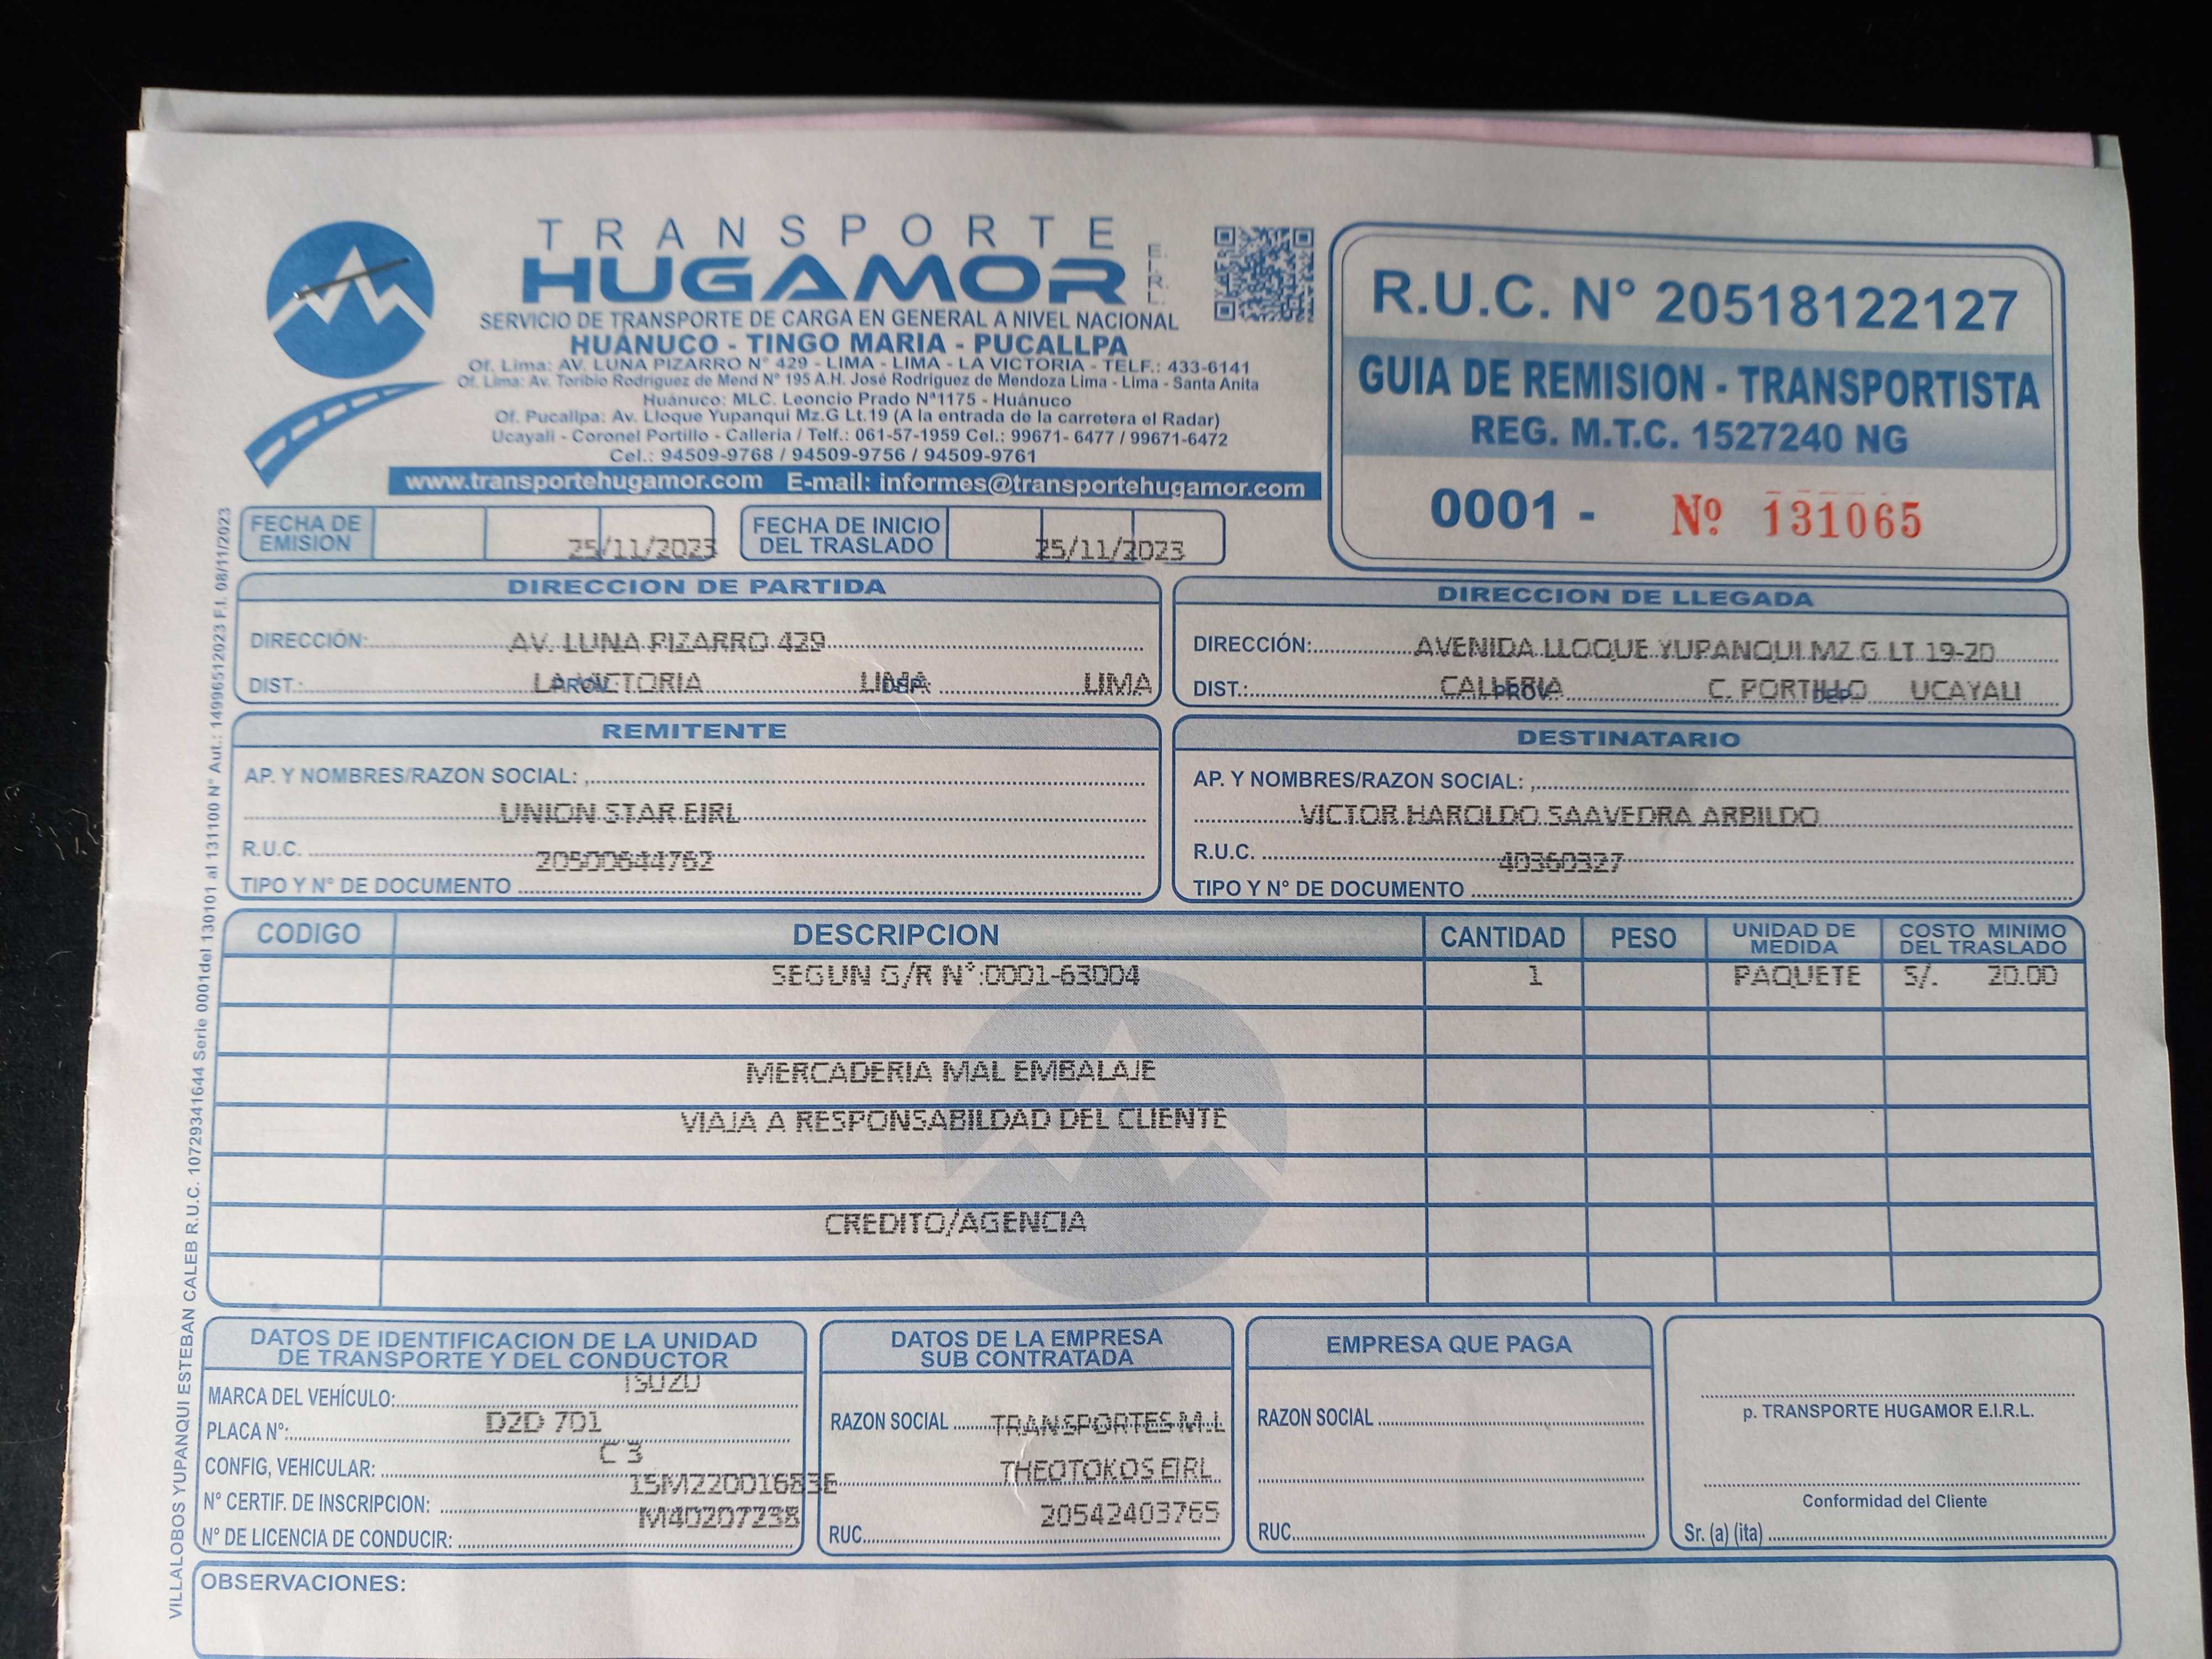 TRANSPORTE
HUGAMOR E.I.R.L.
SERVICIO DE TRANSPORTE DE CARGA EN GENERAL A NIVEL NACIONAL
HUÁNUCO - TINGO MARIA - PUCALLPA
Of. Lima: AV. LUNA PIZARRO N° 429 - LIMA - LIMA - LA VICTORIA - TELF.: 433-6141
Of. Lima: Av. Toribio Rodriguez de Mend N° 195 A.H. José Rodriguez de Mendoza Lima - Lima - Santa Anita
Huánuco: MLC. Leoncio Prado Nª1175 - Huánuco
Of. Pucallpa: Av. Lloque Yupanqui Mz.G Lt.19 (A la entrada de la carretera el Radar)
Ucayali - Coronel Portillo - Calleria / Telf.: 061-57-1959 Cel.: 99671- 6477 / 99671-6472
Cel.: 94509-9768 / 94509-9756 / 94509-9761
www.transportehugamor.com E-mail: informes@transportehugamor.com
R.U.C. N° 20518122127
GUIA DE REMISION - TRANSPORTISTA
REG. M.T.C. 1527240 NG
0001 - Nº 131065
FECHA DE EMISION 25/11/2023
FECHA DE INICIO DEL TRASLADO 25/11/2023
DIRECCION DE PARTIDA
DIRECCIÓN: AV. LUNA PIZARRO 429
DIST.: LA VICTORIA PROV.: LIMA DEP.: LIMA
DIRECCION DE LLEGADA
DIRECCIÓN: AVENIDA LLOQUE YUPANQUI MZ G LT 19-20
DIST.: CALLERIA PROV.: C. PORTILLO DEP.: UCAYALI
REMITENTE
AP. Y NOMBRES/RAZON SOCIAL:
UNION STAR EIRL
R.U.C. 20500644762
TIPO Y N° DE DOCUMENTO
DESTINATARIO
AP. Y NOMBRES/RAZON SOCIAL:
VICTOR HAROLDO SAAVEDRA ARBILDO
R.U.C. 40360327
TIPO Y N° DE DOCUMENTO
CODIGO DESCRIPCION CANTIDAD PESO UNIDAD DE MEDIDA COSTO MINIMO DEL TRASLADO
SEGUN G/R N°:0001-63004 1 PAQUETE S/. 20.00
MERCADERIA MAL EMBALAJE
VIAJA A RESPONSABILDAD DEL CLIENTE
CREDITO/AGENCIA
DATOS DE IDENTIFICACION DE LA UNIDAD
DE TRANSPORTE Y DEL CONDUCTOR
MARCA DEL VEHÍCULO: ISUZU
PLACA N°: D2D 701
CONFIG, VEHICULAR: C 3
N° CERTIF. DE INSCRIPCION: 15M22001683E
N° DE LICENCIA DE CONDUCIR: M40207238
DATOS DE LA EMPRESA
SUB CONTRATADA
RAZON SOCIAL TRANSPORTES M.L
THEOTOKOS EIRL
RUC 20542403765
EMPRESA QUE PAGA
RAZON SOCIAL
RUC
p. TRANSPORTE HUGAMOR E.I.R.L.
Conformidad del Cliente
Sr. (a) (ita)
OBSERVACIONES:
VILLALOBOS YUPANQUI ESTEBAN CALEB R.U.C. 10729341644 Serie 0001del 130101 al 131100 N° Aut.: 14996512023 F.I. 08/11/2023